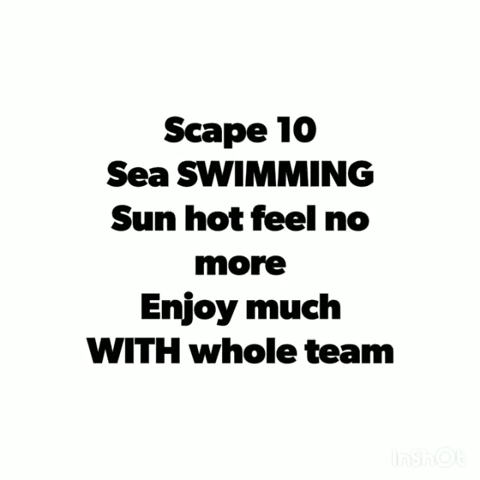 Scape 10
Sea SWIMMING
Sun hot feel no
more
Enjoy much
WITH whole team
InShOt